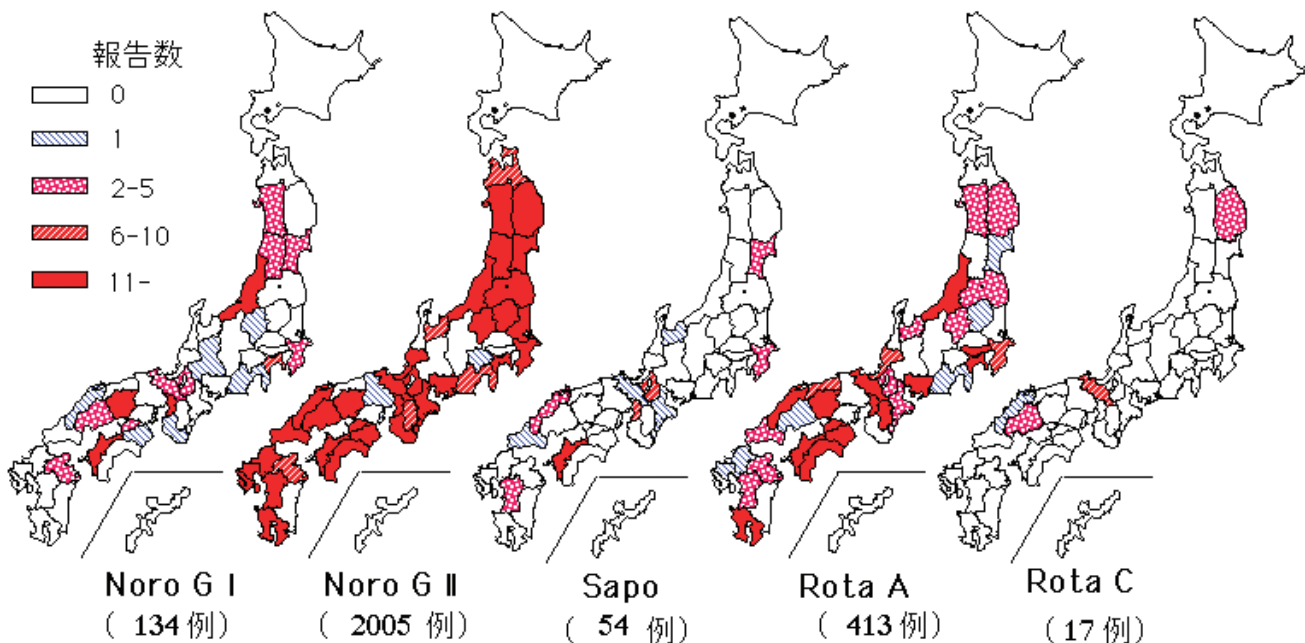 報告数
0
1
2-5
6-10
11-
Noro G Ⅰ
( 134 例)
Noro G Ⅱ
( 2005 例)
Sapo
( 54 例)
Rota A
( 413 例)
Rota C
(17 例)